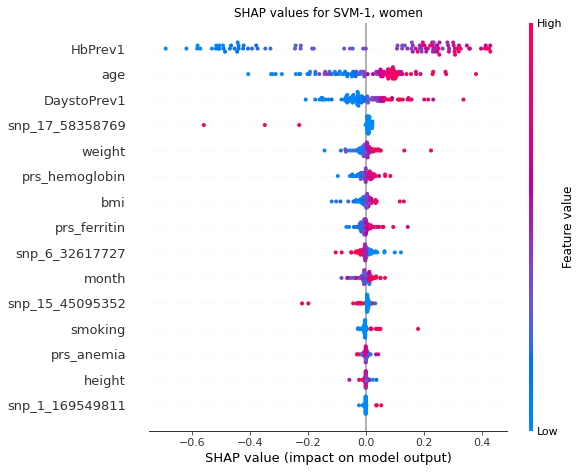 SHAP values for SVM-1, women
High
HbPrev1
age
DaystoPrev1
snp_17_58358769
weight
prs_hemoglobin
bmi
prs_ferritin
snp_6_32617727
month
snp_15_45095352
smoking
prs_anemia
height
snp_1_169549811
Feature value
Low
−0.6 −0.4 −0.2 0.0 0.2 0.4
SHAP value (impact on model output)